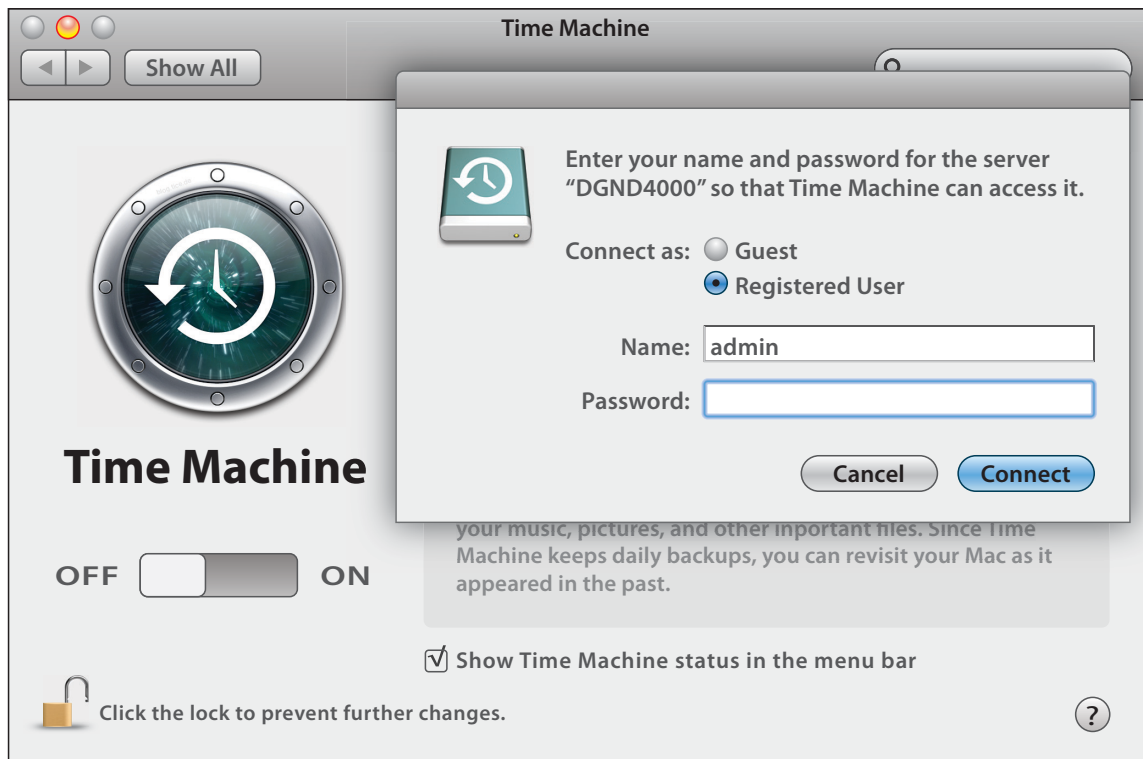 Time Machine
Show All
Enter your name and password for the server
“DGND4000” so that Time Machine can access it.
Connect as:
Guest
Registered User
Name: admin
Password:
Cancel
Connect
Time Machine
OFF
ON
your music, pictures, and other inportant files. Since Time
Machine keeps daily backups, you can revisit your Mac as it
appeared in the past.
Show Time Machine status in the menu bar
Click the lock to prevent further changes.
?